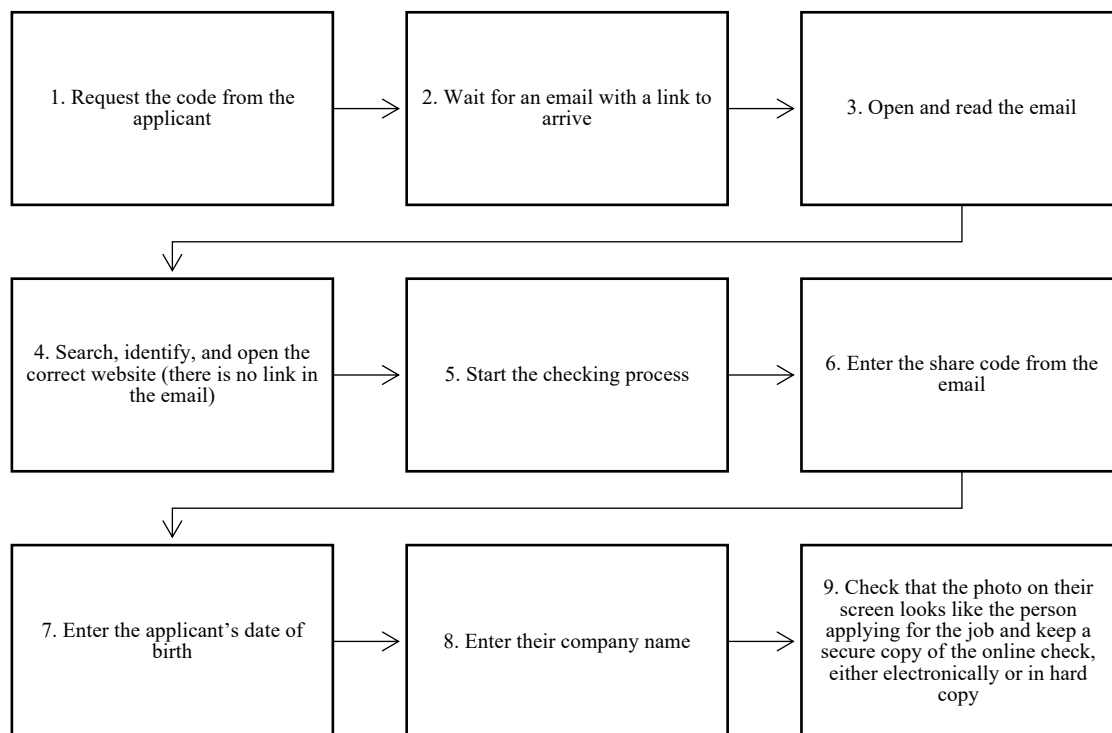 1. Request the code from the
applicant
2. Wait for an email with a link to
arrive
3. Open and read the email
4. Search, identify, and open the
correct website (there is no link in
the email)
5. Start the checking process
6. Enter the share code from the
email
7. Enter the applicant’s date of
birth
8. Enter their company name
9. Check that the photo on their
screen looks like the person
applying for the job and keep a
secure copy of the online check,
either electronically or in hard
copy